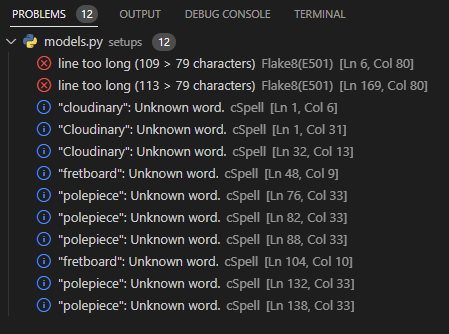 PROBLEMS 12 OUTPUT DEBUG CONSOLE TERMINAL
models.py setups 12
line too long (109 > 79 characters) Flake8(E501) [Ln 6, Col 80]
line too long (113 > 79 characters) Flake8(E501) [Ln 169, Col 80]
"cloudinary": Unknown word. cSpell [Ln 1, Col 6]
"Cloudinary": Unknown word. cSpell [Ln 1, Col 31]
"Cloudinary": Unknown word. cSpell [Ln 32, Col 13]
"fretboard": Unknown word. cSpell [Ln 48, Col 9]
"polepiece": Unknown word. cSpell [Ln 76, Col 33]
"polepiece": Unknown word. cSpell [Ln 82, Col 33]
"polepiece": Unknown word. cSpell [Ln 88, Col 33]
"fretboard": Unknown word. cSpell [Ln 104, Col 10]
"polepiece": Unknown word. cSpell [Ln 132, Col 33]
"polepiece": Unknown word. cSpell [Ln 138, Col 33]